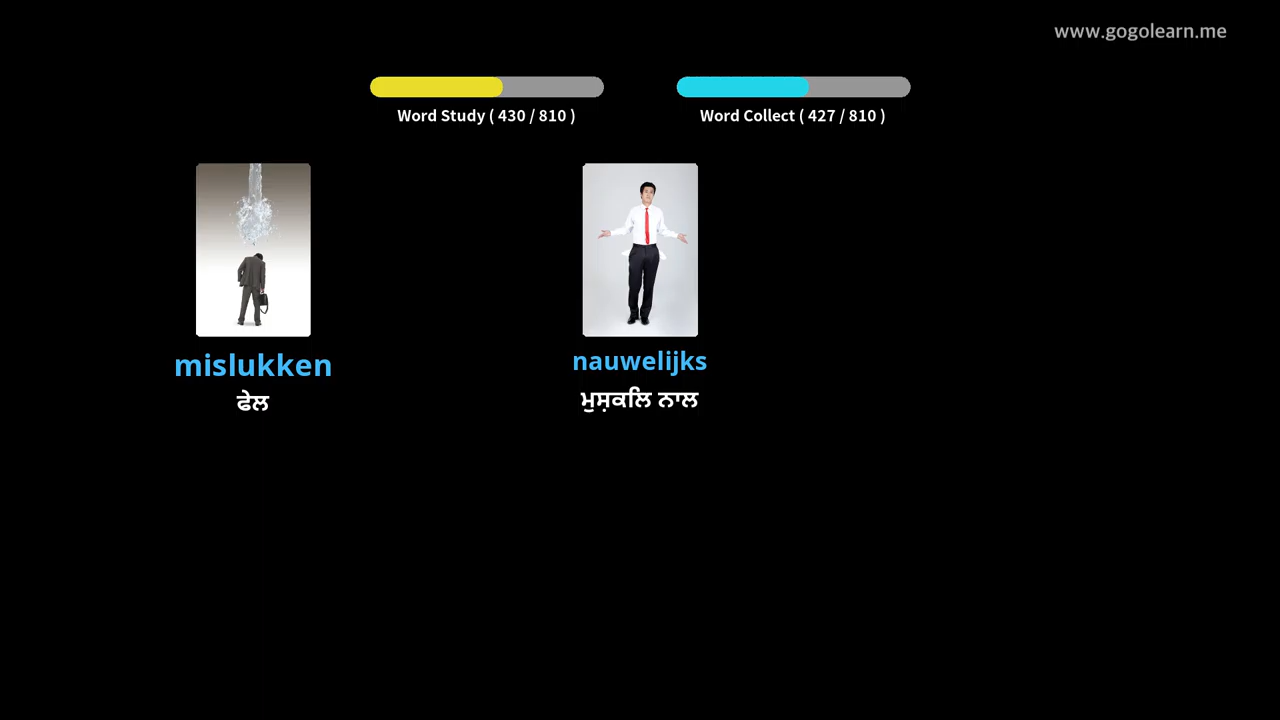 www.gogolearn.me
Word Study ( 430 / 810 )
Word Collect ( 427 / 810 )
mislukken
ਫੇਲ
nauwelijks
ਮੁਸ਼ਕਲਿ ਨਾਲ